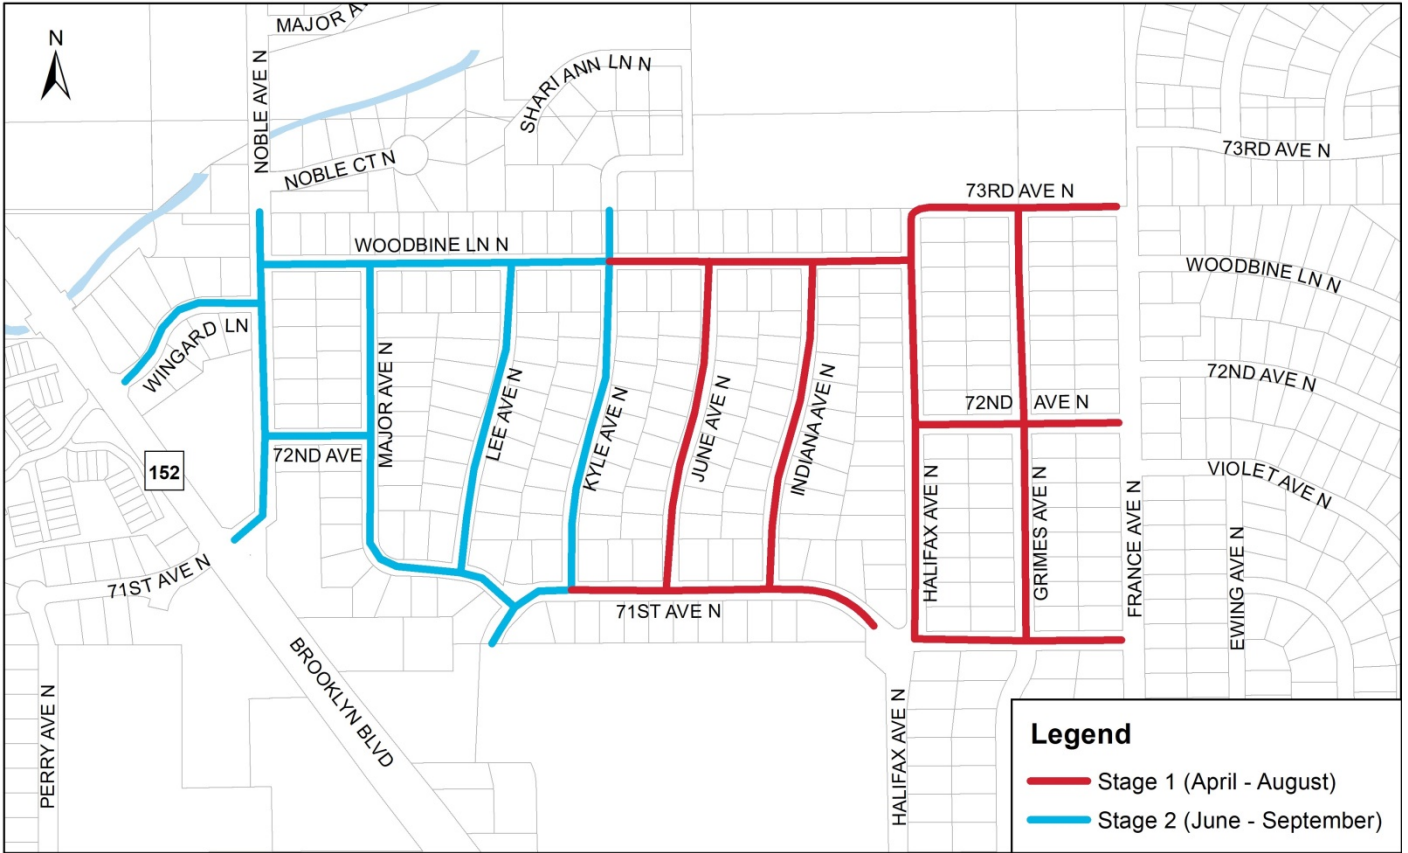 MAJOR A
N
NOBLE AVE N
SHARI ANN LN N
NOBLE CT N
73RD AVE N
73RD AVE N
WOODBINE LN N
WOODBINE LN N
WINGARD LN
MAJOR AVE N
LEE AVE N
KYLE AVE N
JUNE AVE N
INDIANA AVE N
72ND AVE N
72ND AVE N
72ND AVE
152
VIOLET AVE N
HALIFAX AVE N
GRIMES AVE N
FRANCE AVE N
EWING AVE N
71ST AVE N
71ST AVE N
BROOKLYN BLVD
PERRY AVE N
HALIFAX AVE N
Legend
Stage 1 (April - August)
Stage 2 (June - September)